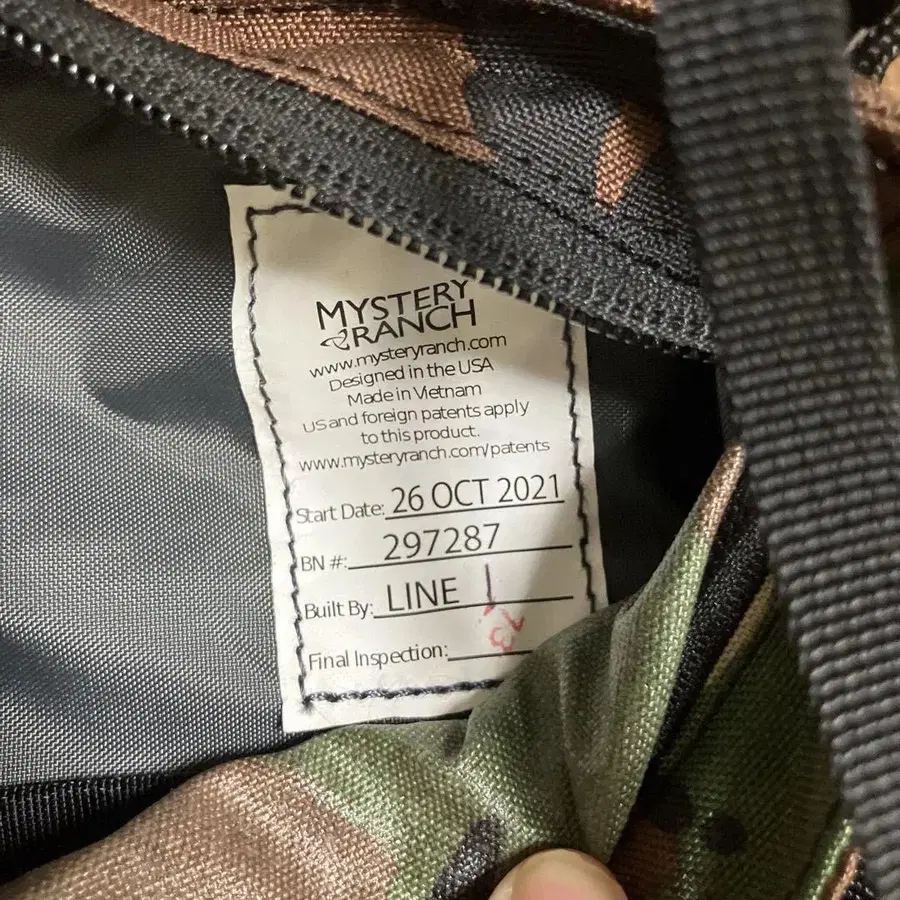 MYSTERY
RANCH
www.mysteryranch.com
Designed in the USA
Made in Vietnam
US and foreign patents apply
to this product.
www.mysteryranch.com/patents
Start Date: 26 OCT 2021
BN #: 297287
Built By: LINE 1
Final Inspection: